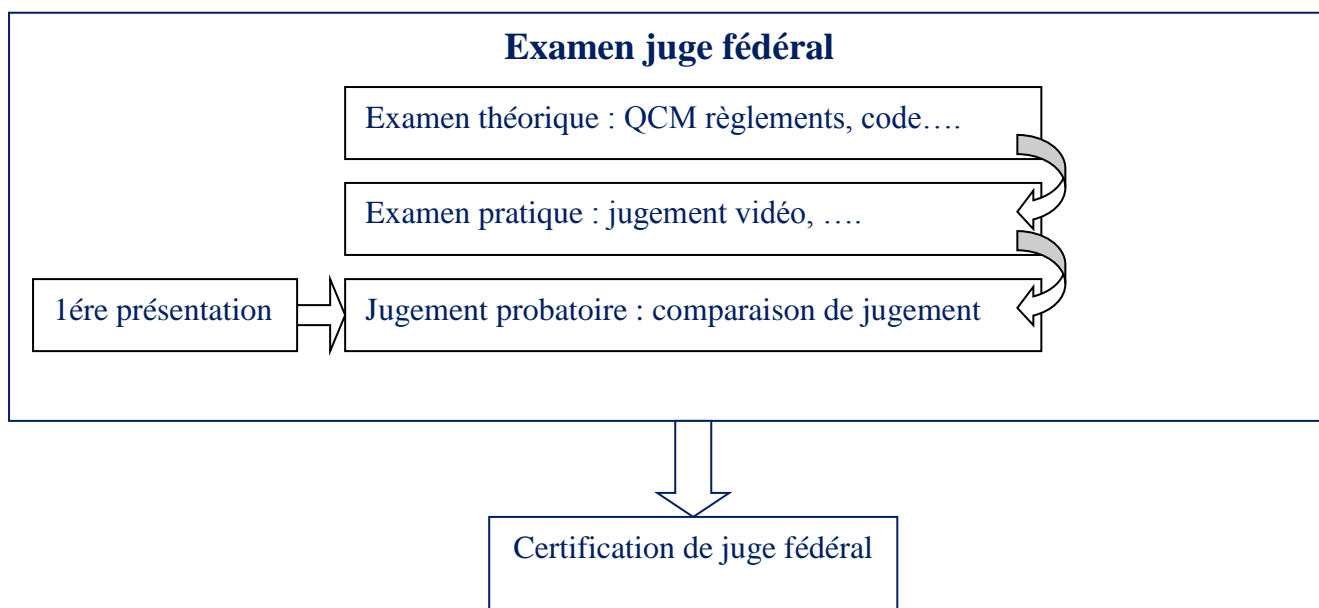 Examen juge fédéral
Examen théorique : QCM règlements, code….
Examen pratique : jugement vidéo, ….
1ére présentation
Jugement probatoire : comparaison de jugement
Certification de juge fédéral